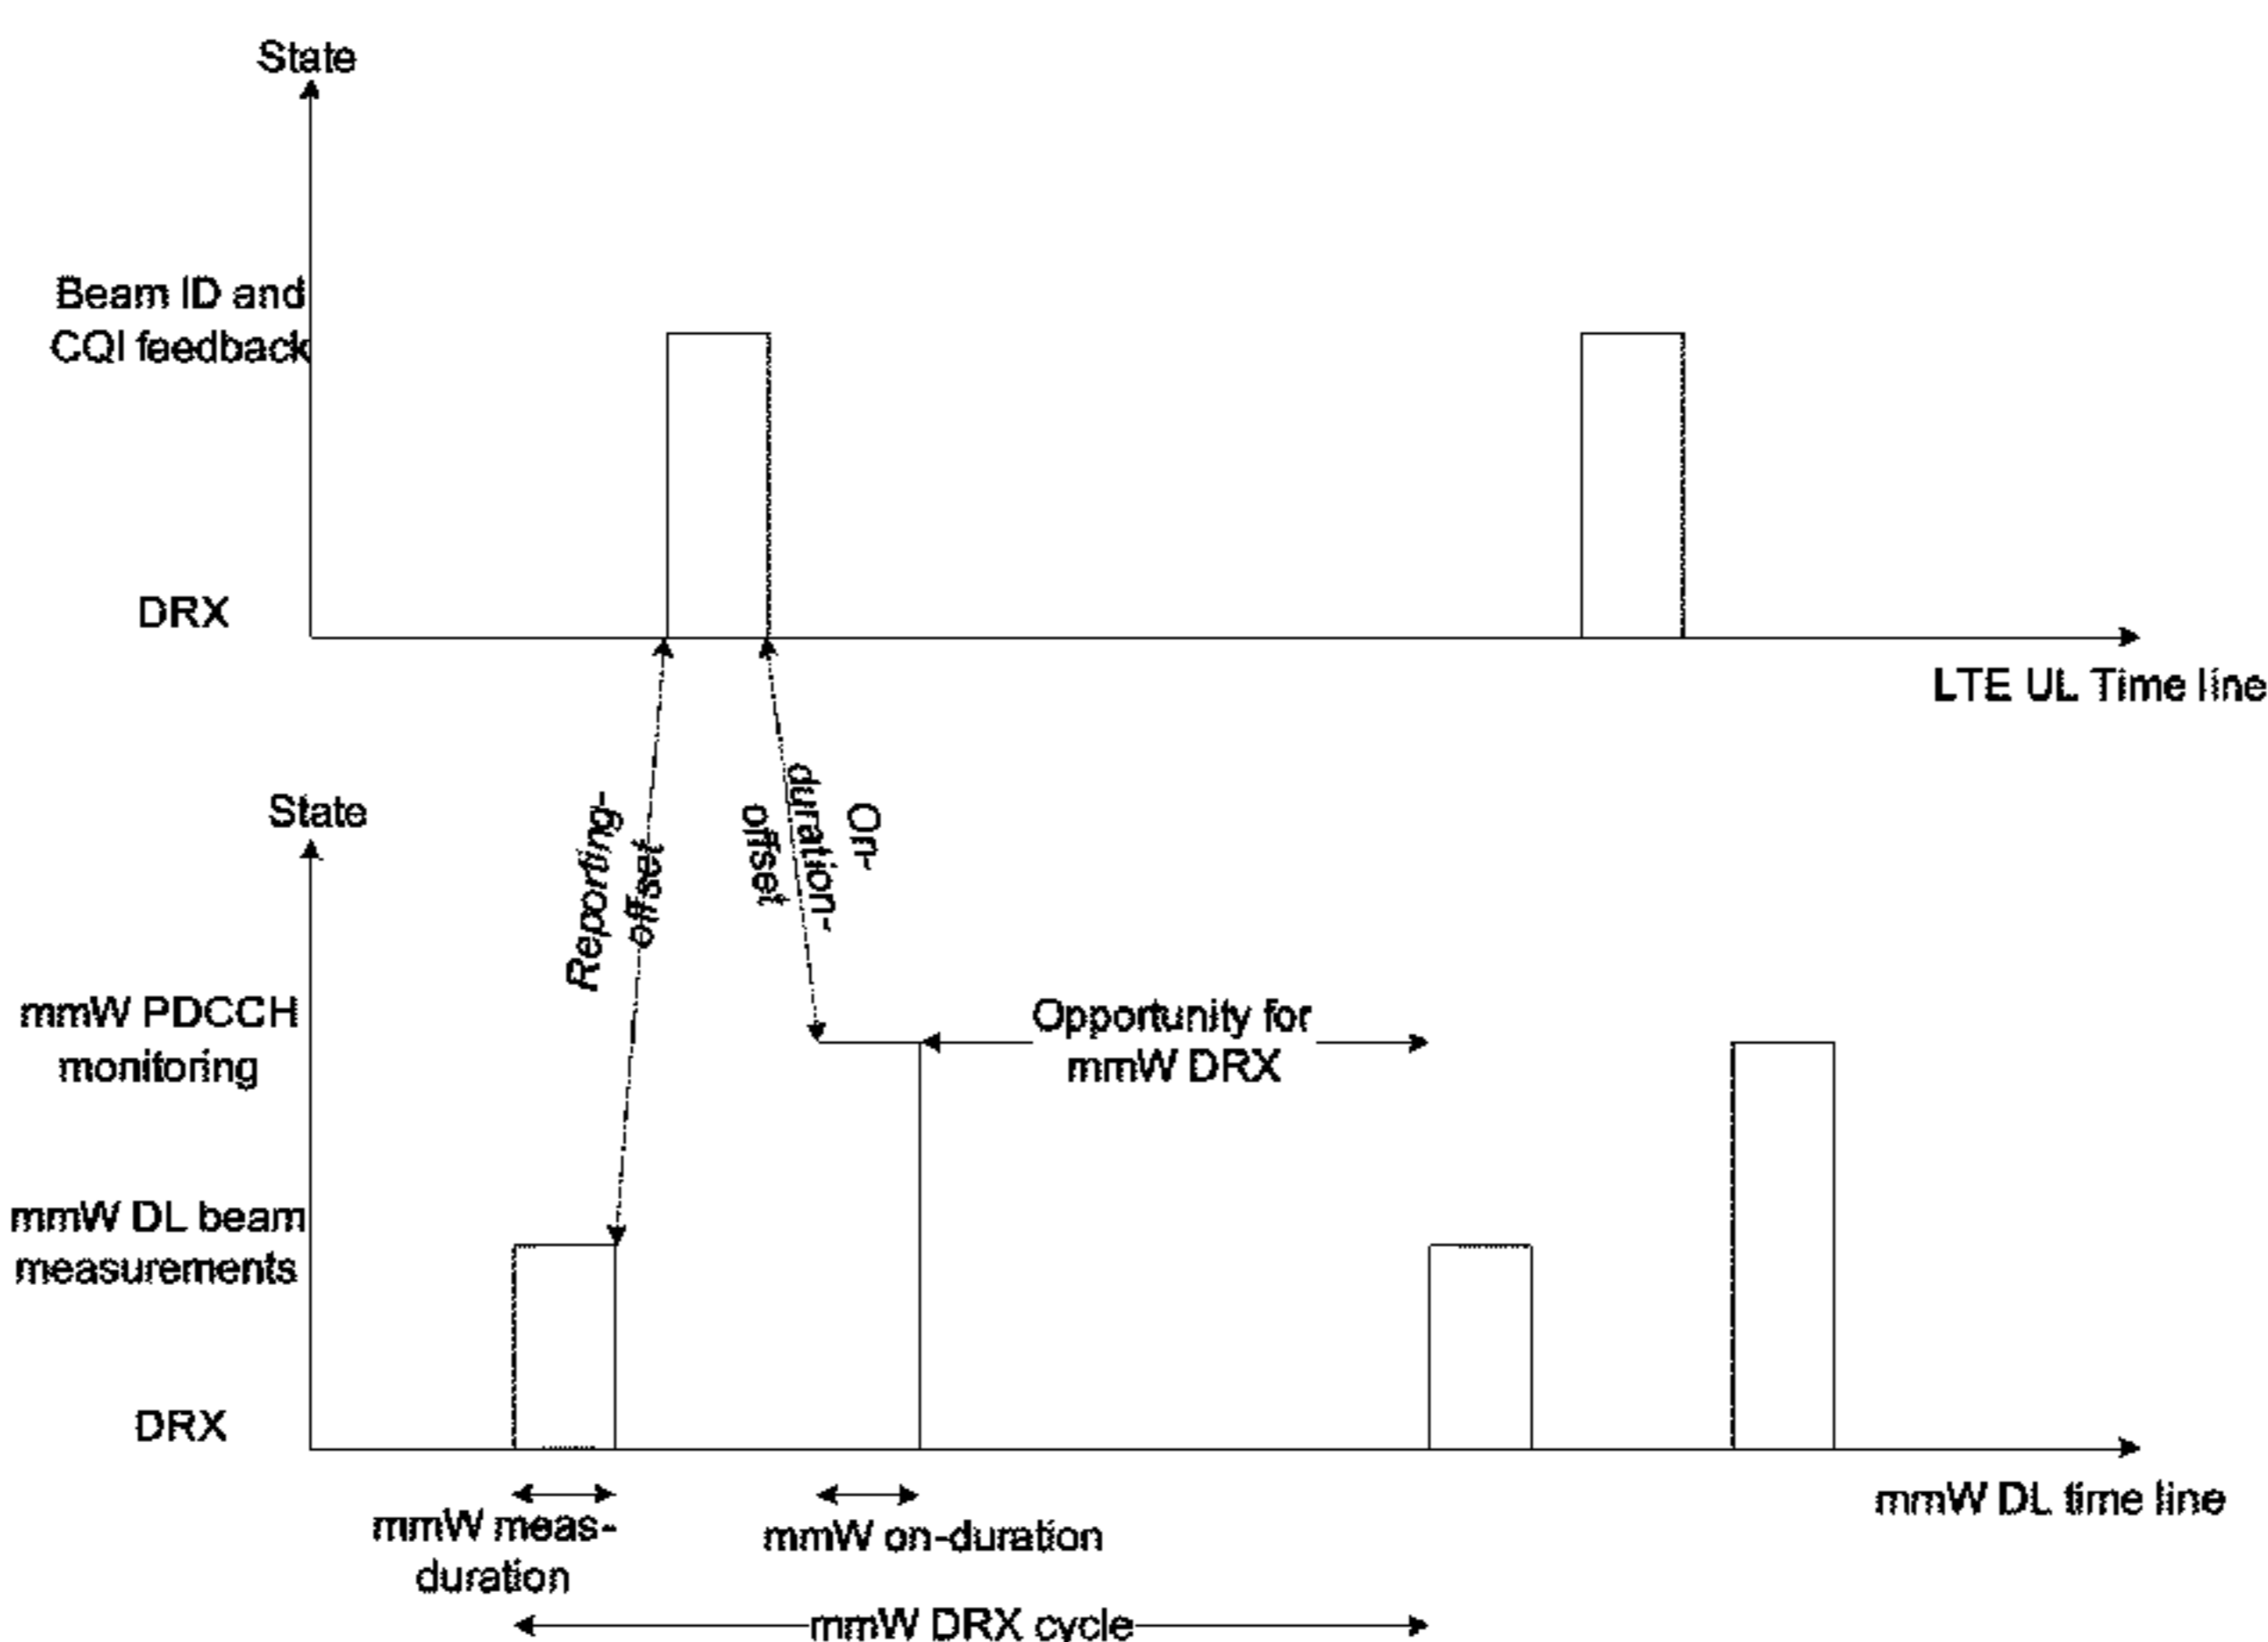 State
Beam ID and
CQI feedback
DRX
LTE UL Time line
Reporting-
offset
On-
duration-
offset
State
mmW PDCCH
monitoring
Opportunity for
mmW DRX
mmW DL beam
measurements
DRX
mmW DL time line
mmW meas-
duration
mmW on-duration
mmW DRX cycle